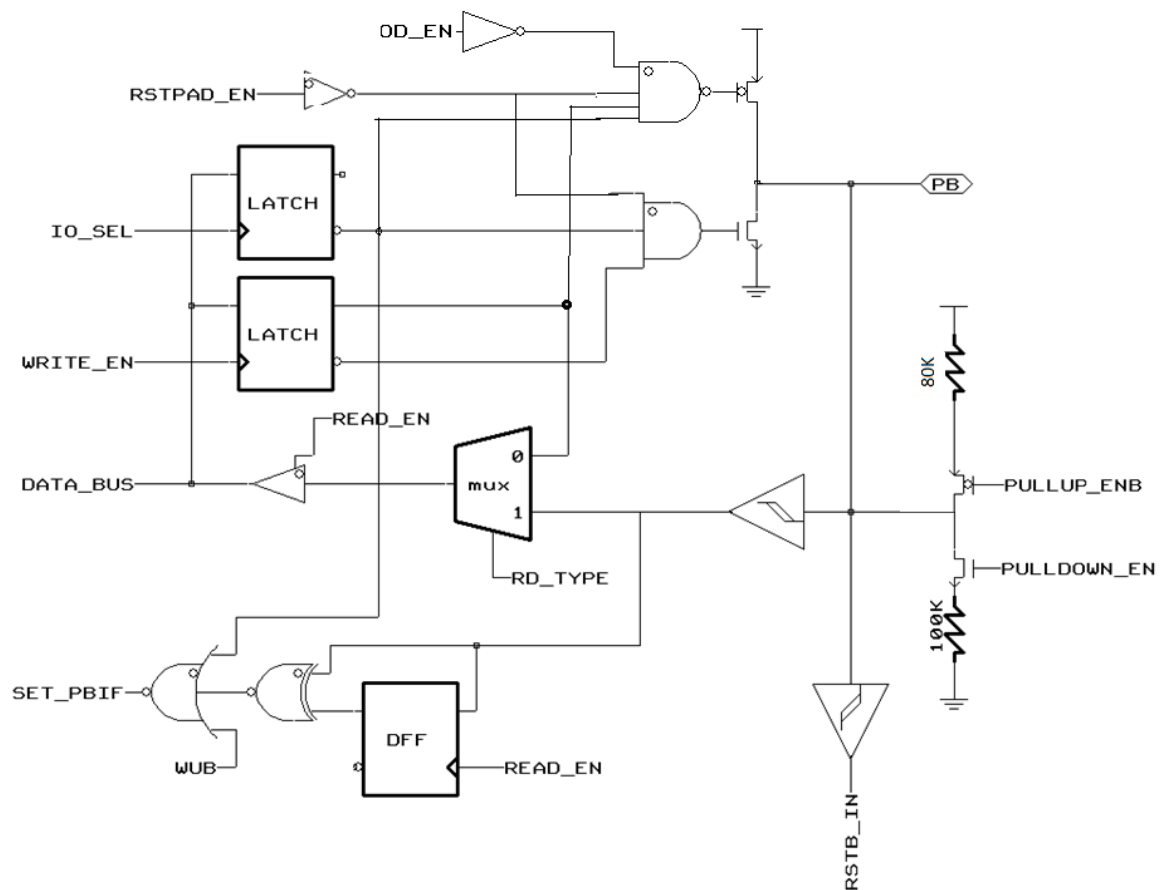 OD_EN
RSTPAD_EN
LATCH
PB
IO_SEL
LATCH
WRITE_EN
80K
READ_EN
DATA_BUS
0
mux
1
PULLUP_ENB
RD_TYPE
PULLDOWN_EN
100K
SET_PBIF
DFF
WUB
READ_EN
RSTB_IN